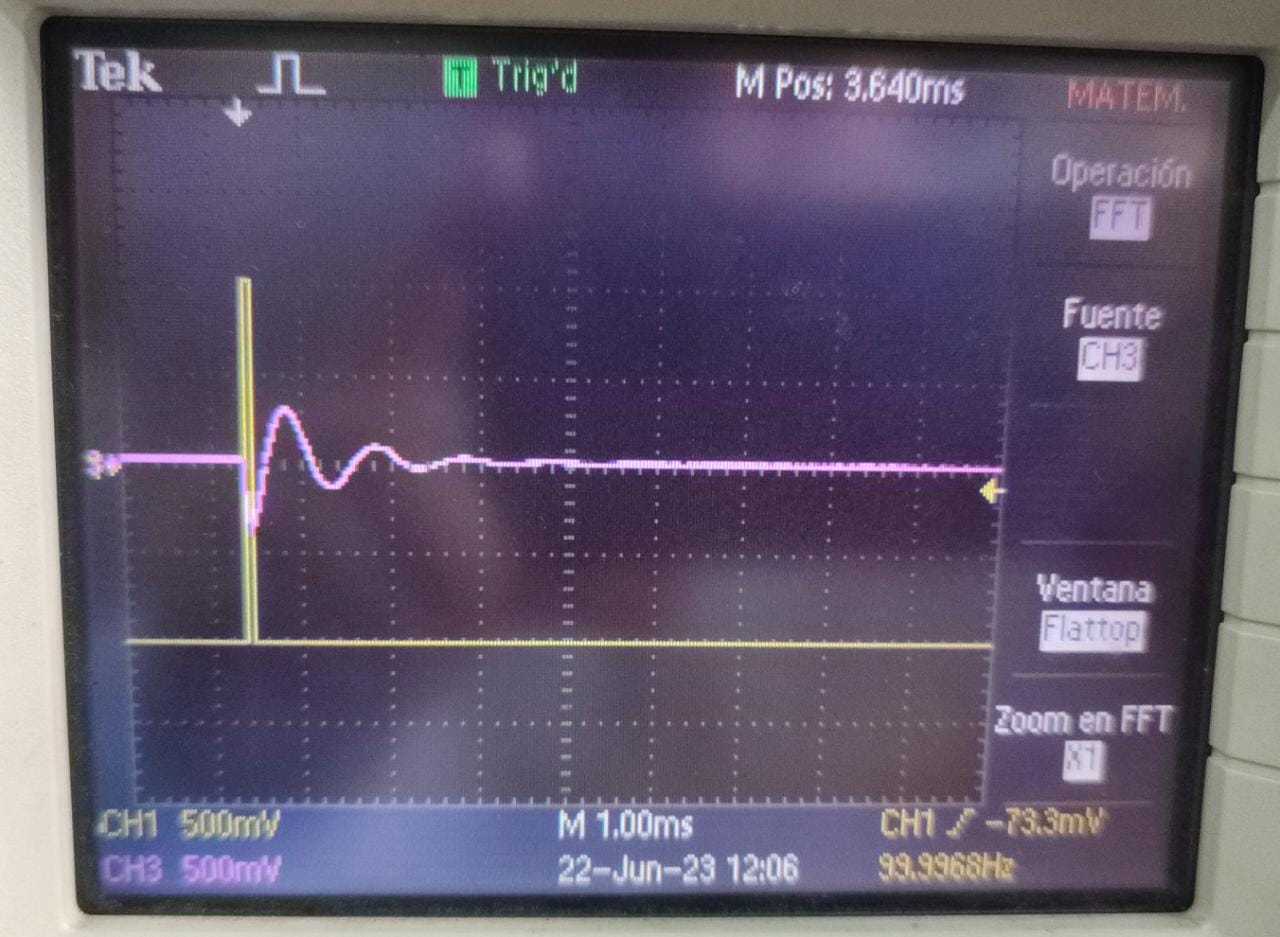 Tek T Trig'd M Pos: 3.640ms MATEM.
Operación
FFT
Fuente
CH3
3
Ventana
Flattop
Zoom en FFT
X1
CH1 500mV M 1.00ms CH1 -73.3mV
CH3 500mV 22-Jun-23 12:06 99.9968Hz